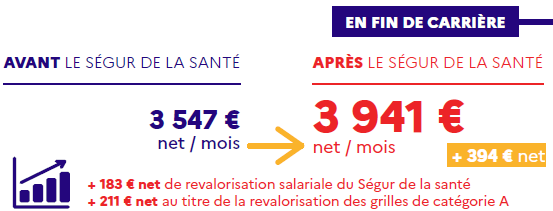 EN FIN DE CARRIÈRE
AVANT LE SÉGUR DE LA SANTÉ
3 547 €
net / mois
APRÈS LE SÉGUR DE LA SANTÉ
3 941 €
net / mois
+ 394 € net
+ 183 € net de revalorisation salariale du Ségur de la santé
+ 211 € net au titre de la revalorisation des grilles de catégorie A